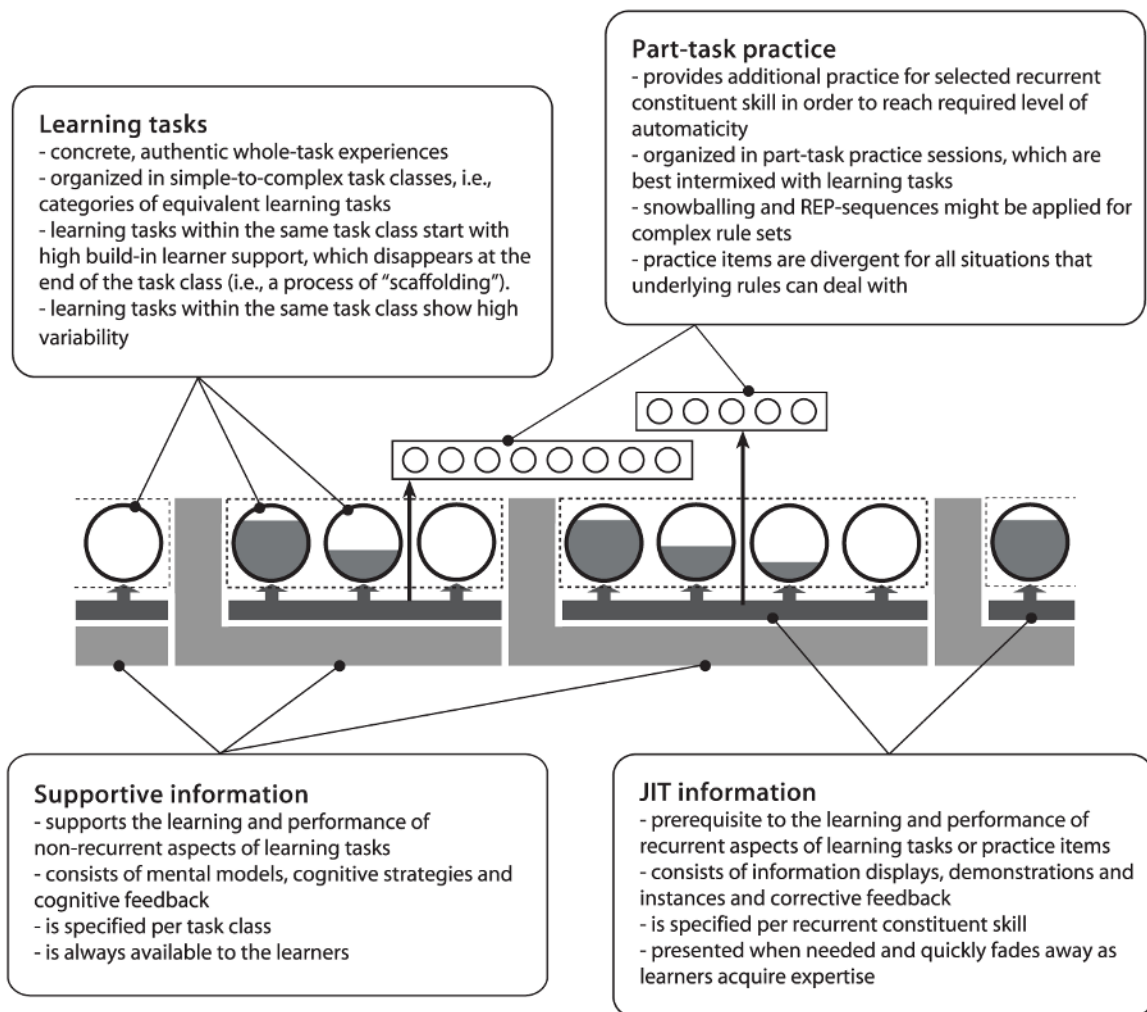 Part-task practice
- provides additional practice for selected recurrent
constituent skill in order to reach required level of
automaticity
- organized in part-task practice sessions, which are
best intermixed with learning tasks
- snowballing and REP-sequences might be applied for
complex rule sets
- practice items are divergent for all situations that
underlying rules can deal with
Learning tasks
- concrete, authentic whole-task experiences
- organized in simple-to-complex task classes, i.e.,
categories of equivalent learning tasks
- learning tasks within the same task class start with
high build-in learner support, which disappears at the
end of the task class (i.e., a process of “scaffolding”).
- learning tasks within the same task class show high
variability
Supportive information
- supports the learning and performance of
non-recurrent aspects of learning tasks
- consists of mental models, cognitive strategies and
cognitive feedback
- is specified per task class
- is always available to the learners
JIT information
- prerequisite to the learning and performance of
recurrent aspects of learning tasks or practice items
- consists of information displays, demonstrations and
instances and corrective feedback
- is specified per recurrent constituent skill
- presented when needed and quickly fades away as
learners acquire expertise